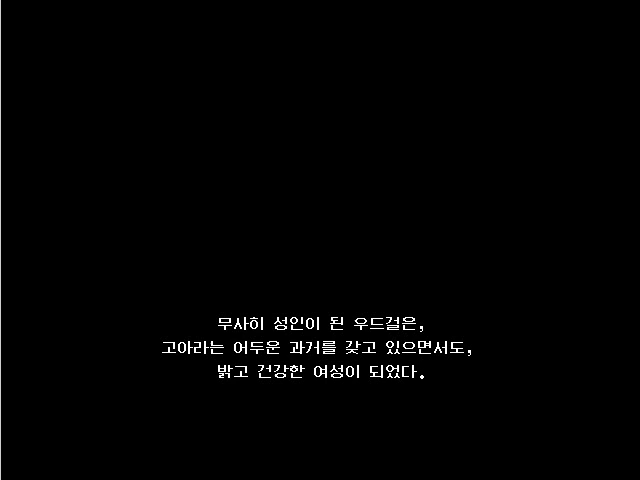 무사히 성인이 된 우드걸은,
고아라는 어두운 과거를 갖고 있으면서도,
밝고 건강한 여성이 되었다.